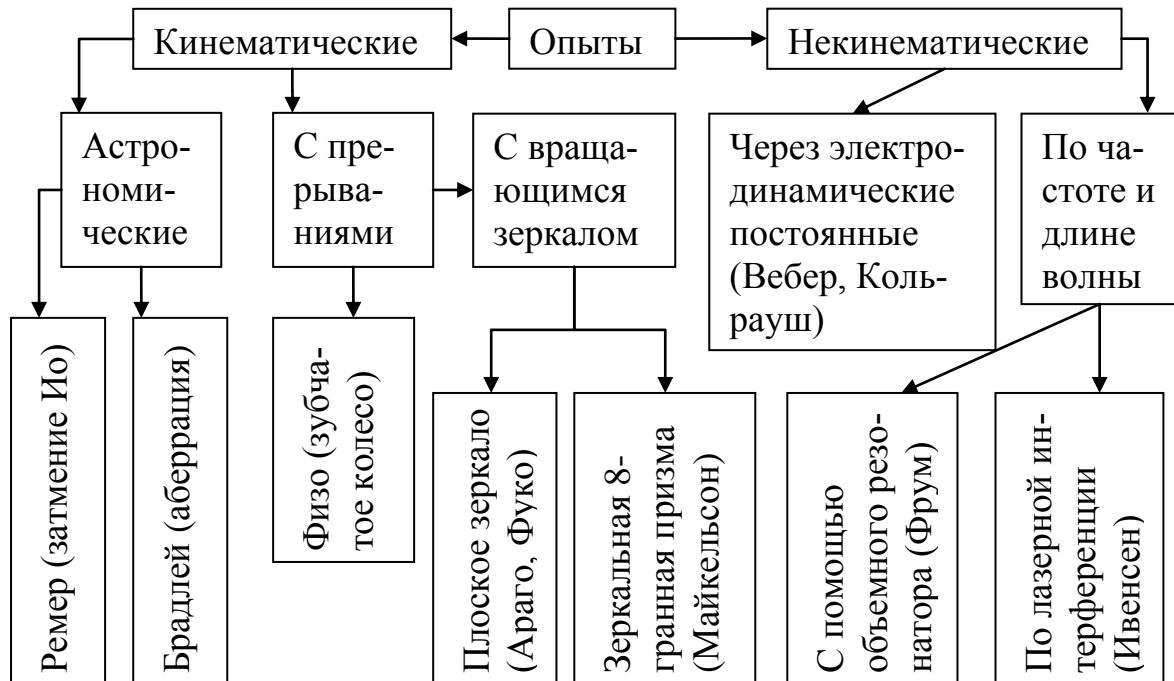 Кинематические
Опыты
Некинематические
Астро-
номи-
ческие
С пре-
рыва-
ниями
С враща-
ющимся
зеркалом
Через электро-
динамические
постоянные
(Вебер, Коль-
рауш)
По ча-
стоте и
длине
волны
Ремер (затмение Ио)
Брадлей (аберрация)
Физо (зубча-
тое колесо)
Плоское зеркало
(Араго, Фуко)
Зеркальная 8-
гранная призма
(Майкельсон)
С помощью
объемного резо-
натора (Фрум)
По лазерной ин-
терференции
(Ивенсен)